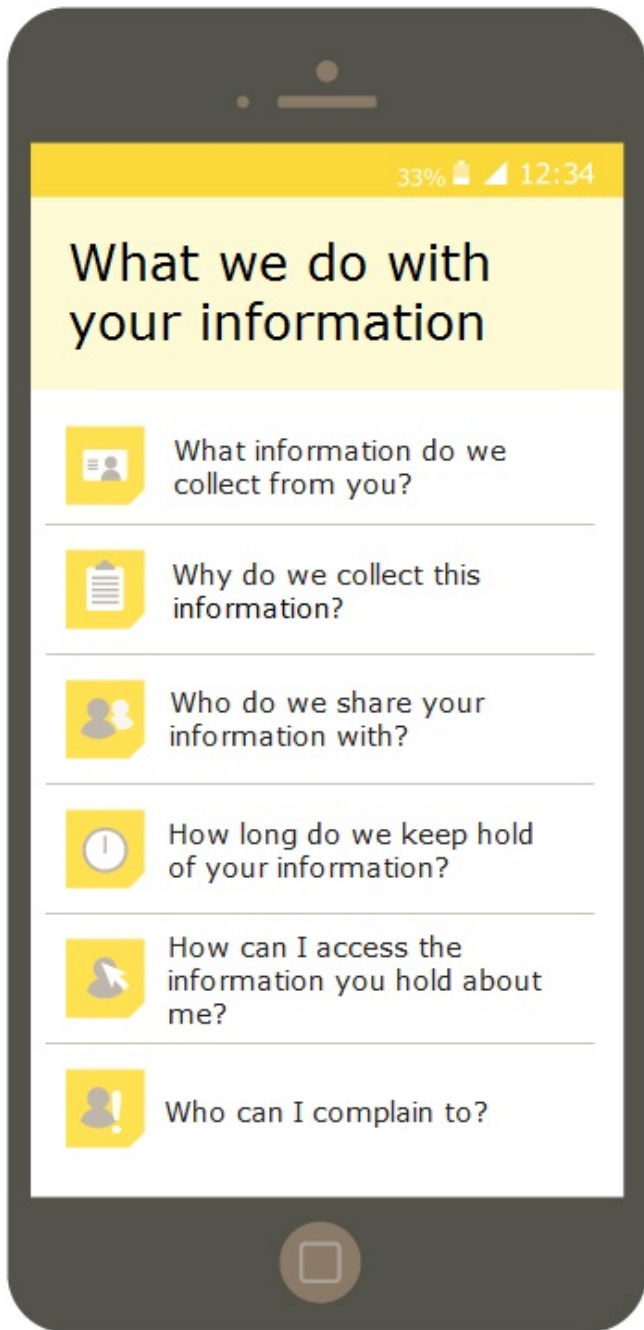 33% 12:34
What we do with
your information
What information do we
collect from you?
Why do we collect this
information?
Who do we share your
information with?
How long do we keep hold
of your information?
How can I access the
information you hold about
me?
Who can I complain to?